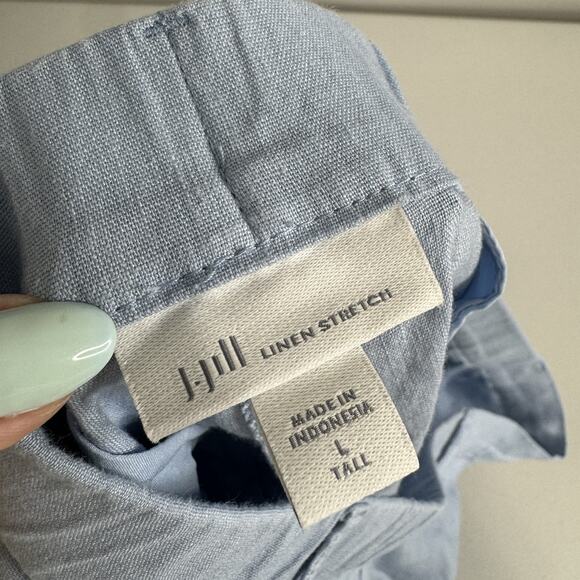 J.Jill LINEN STRETCH
MADE IN
INDONESIA
L
TALL